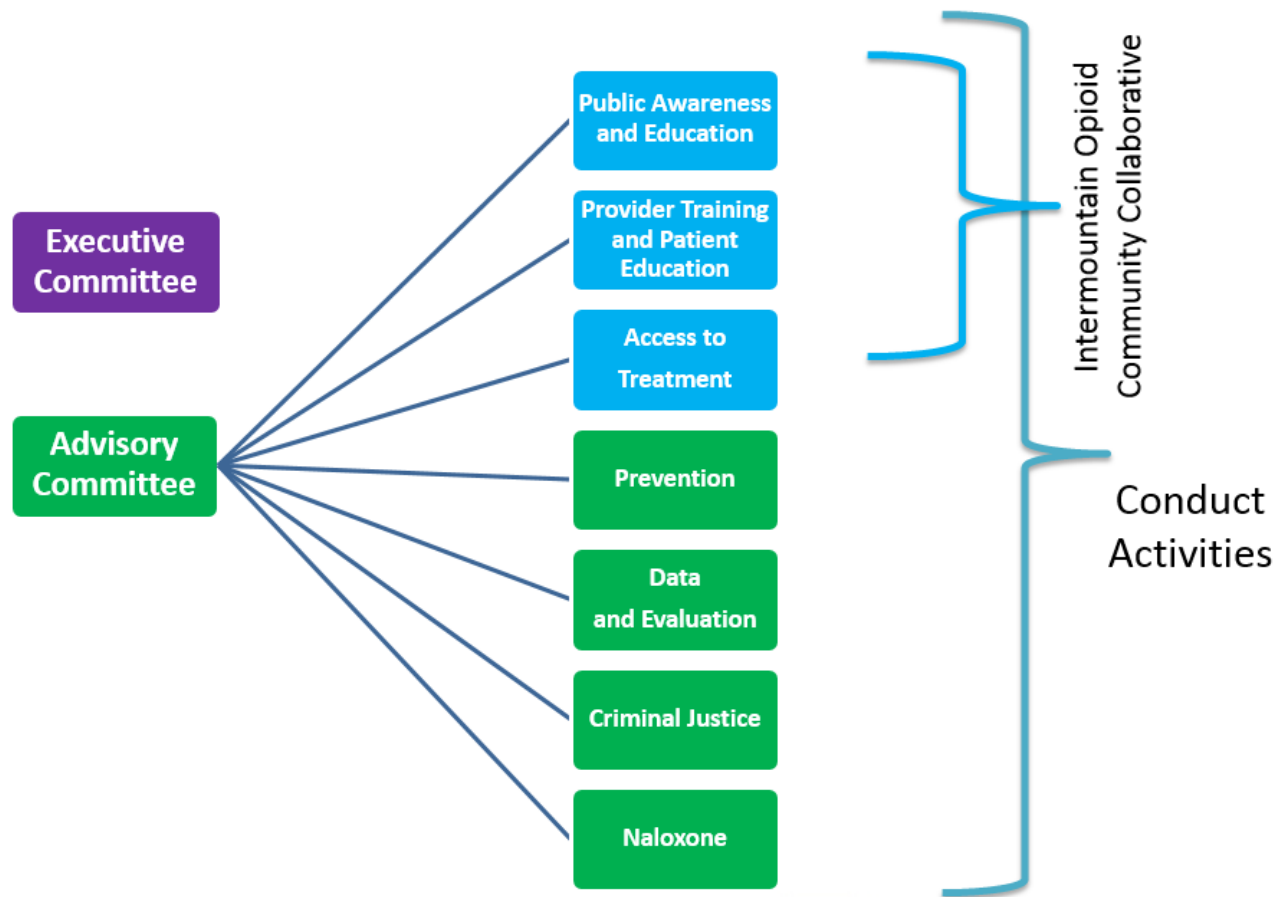 Executive
Committee
Advisory
Committee
Public Awareness
and Education
Provider Training
and Patient
Education
Access to
Treatment
Prevention
Data
and Evaluation
Criminal Justice
Naloxone
Intermountain Opioid
Community Collaborative
Conduct
Activities